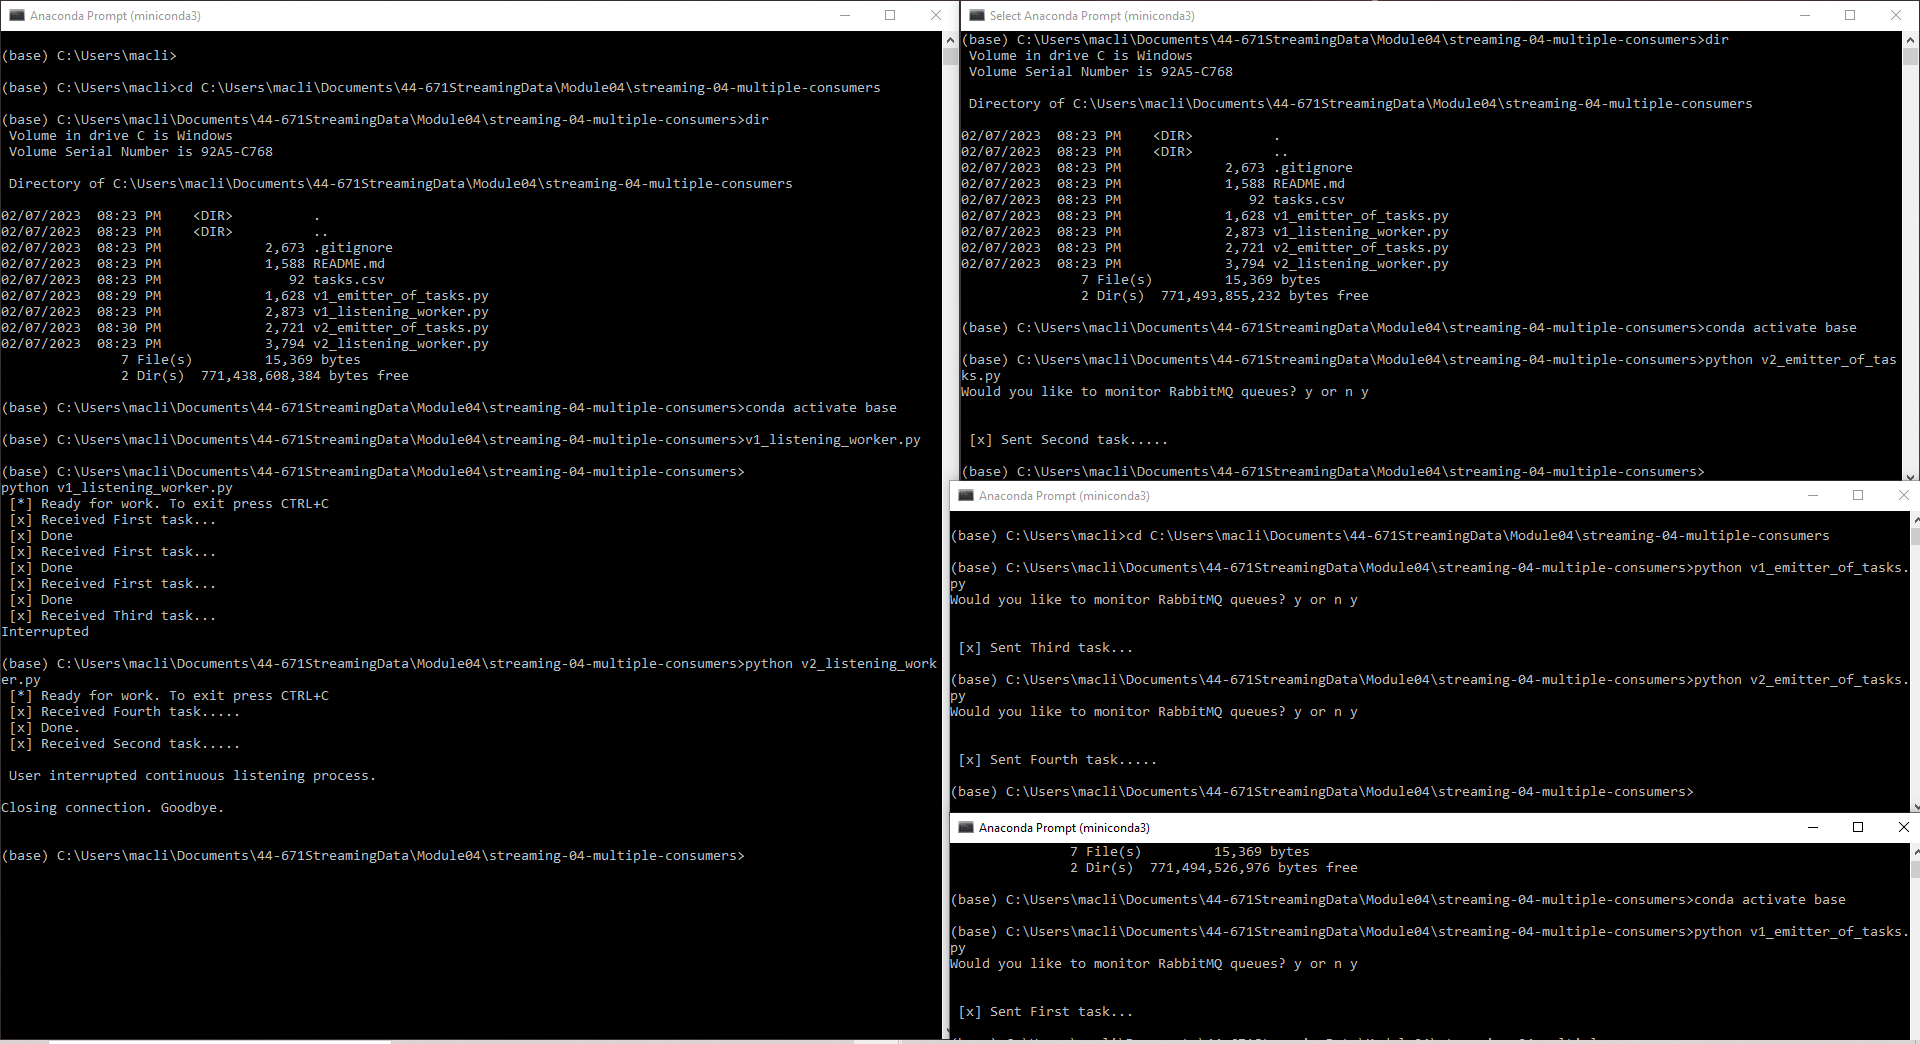 Anaconda Prompt (miniconda3)
(base) C:\Users\macli>
(base) C:\Users\macli>cd C:\Users\macli\Documents\44-671StreamingData\Module04\streaming-04-multiple-consumers
(base) C:\Users\macli\Documents\44-671StreamingData\Module04\streaming-04-multiple-consumers>dir
Volume in drive C is Windows
Volume Serial Number is 92A5-C768
Directory of C:\Users\macli\Documents\44-671StreamingData\Module04\streaming-04-multiple-consumers
02/07/2023  08:23 PM    <DIR>          .
02/07/2023  08:23 PM    <DIR>          ..
02/07/2023  08:23 PM             2,673 .gitignore
02/07/2023  08:23 PM             1,588 README.md
02/07/2023  08:23 PM                92 tasks.csv
02/07/2023  08:29 PM             1,628 v1_emitter_of_tasks.py
02/07/2023  08:23 PM             2,873 v1_listening_worker.py
02/07/2023  08:30 PM             2,721 v2_emitter_of_tasks.py
02/07/2023  08:23 PM             3,794 v2_listening_worker.py
7 File(s)         15,369 bytes
2 Dir(s)  771,438,608,384 bytes free
(base) C:\Users\macli\Documents\44-671StreamingData\Module04\streaming-04-multiple-consumers>conda activate base
(base) C:\Users\macli\Documents\44-671StreamingData\Module04\streaming-04-multiple-consumers>v1_listening_worker.py
(base) C:\Users\macli\Documents\44-671StreamingData\Module04\streaming-04-multiple-consumers>
python v1_listening_worker.py
[*] Ready for work. To exit press CTRL+C
[x] Received First task...
[x] Done
[x] Received First task...
[x] Done
[x] Received First task...
[x] Done
[x] Received Third task...
Interrupted
(base) C:\Users\macli\Documents\44-671StreamingData\Module04\streaming-04-multiple-consumers>python v2_listening_work
er.py
[*] Ready for work. To exit press CTRL+C
[x] Received Fourth task.....
[x] Done.
[x] Received Second task.....
User interrupted continuous listening process.
Closing connection. Goodbye.
(base) C:\Users\macli\Documents\44-671StreamingData\Module04\streaming-04-multiple-consumers>
Select Anaconda Prompt (miniconda3)
(base) C:\Users\macli\Documents\44-671StreamingData\Module04\streaming-04-multiple-consumers>dir
Volume in drive C is Windows
Volume Serial Number is 92A5-C768
Directory of C:\Users\macli\Documents\44-671StreamingData\Module04\streaming-04-multiple-consumers
02/07/2023  08:23 PM    <DIR>          .
02/07/2023  08:23 PM    <DIR>          ..
02/07/2023  08:23 PM             2,673 .gitignore
02/07/2023  08:23 PM             1,588 README.md
02/07/2023  08:23 PM                92 tasks.csv
02/07/2023  08:23 PM             1,628 v1_emitter_of_tasks.py
02/07/2023  08:23 PM             2,873 v1_listening_worker.py
02/07/2023  08:23 PM             2,721 v2_emitter_of_tasks.py
02/07/2023  08:23 PM             3,794 v2_listening_worker.py
7 File(s)         15,369 bytes
2 Dir(s)  771,493,855,232 bytes free
(base) C:\Users\macli\Documents\44-671StreamingData\Module04\streaming-04-multiple-consumers>conda activate base
(base) C:\Users\macli\Documents\44-671StreamingData\Module04\streaming-04-multiple-consumers>python v2_emitter_of_tas
ks.py
Would you like to monitor RabbitMQ queues? y or n y
[x] Sent Second task.....
(base) C:\Users\macli\Documents\44-671StreamingData\Module04\streaming-04-multiple-consumers>
Anaconda Prompt (miniconda3)
(base) C:\Users\macli>cd C:\Users\macli\Documents\44-671StreamingData\Module04\streaming-04-multiple-consumers
(base) C:\Users\macli\Documents\44-671StreamingData\Module04\streaming-04-multiple-consumers>python v1_emitter_of_tasks.
py
Would you like to monitor RabbitMQ queues? y or n y
[x] Sent Third task...
(base) C:\Users\macli\Documents\44-671StreamingData\Module04\streaming-04-multiple-consumers>python v2_emitter_of_tasks.
py
Would you like to monitor RabbitMQ queues? y or n y
[x] Sent Fourth task.....
(base) C:\Users\macli\Documents\44-671StreamingData\Module04\streaming-04-multiple-consumers>
Anaconda Prompt (miniconda3)
7 File(s)         15,369 bytes
2 Dir(s)  771,494,526,976 bytes free
(base) C:\Users\macli\Documents\44-671StreamingData\Module04\streaming-04-multiple-consumers>conda activate base
(base) C:\Users\macli\Documents\44-671StreamingData\Module04\streaming-04-multiple-consumers>python v1_emitter_of_tasks.
py
Would you like to monitor RabbitMQ queues? y or n y
[x] Sent First task...